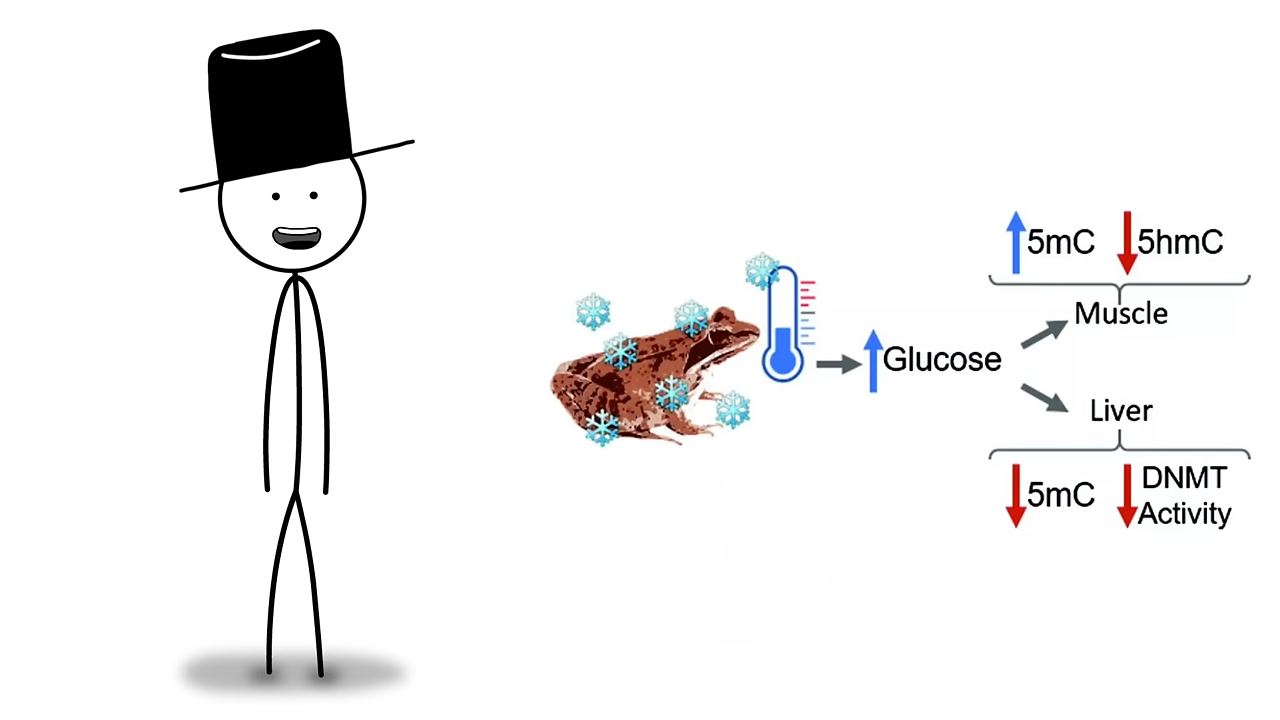 5mC 5hmC
Muscle
Glucose
Liver
5mC DNMT
Activity